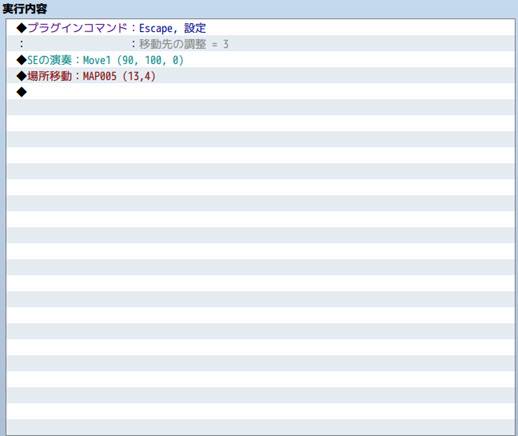 実行内容
◆プラグインコマンド：Escape, 設定
：　　　　　　　　　：移動先の調整 = 3
◆SEの演奏：Move1 (90, 100, 0)
◆場所移動：MAP005 (13,4)
◆